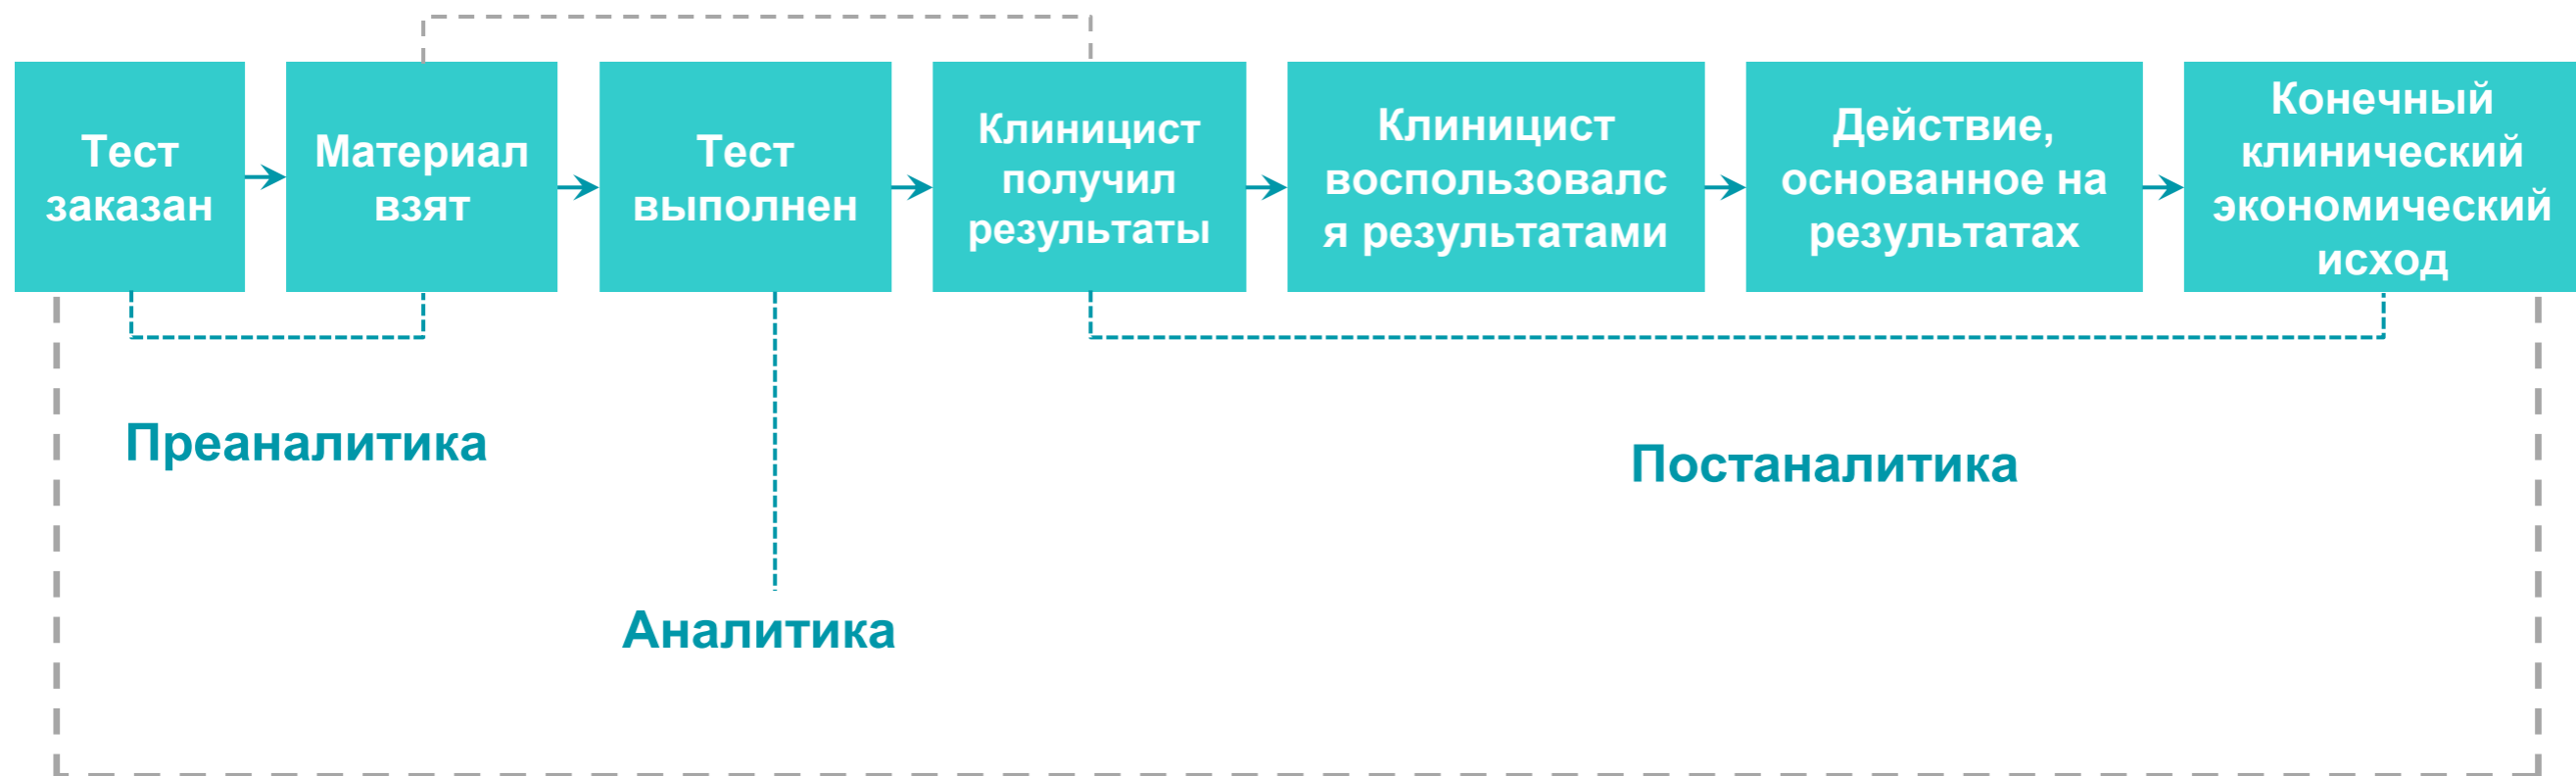 Тест
заказан
Материал
взят
Тест
выполнен
Клиницист
получил
результаты
Клиницист
воспользовалс
я результатами
Действие,
основанное на
результатах
Конечный
клинический
экономический
исход
Преаналитика
Постаналитика
Аналитика